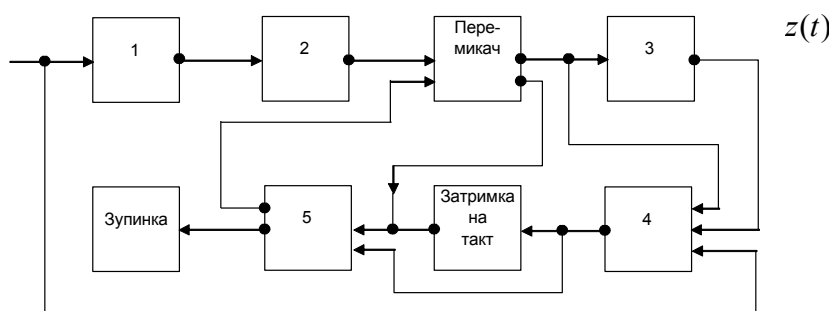 z(t)
1
2
Пере-
микач
3
Зупинка
5
Затримка
на
такт
4